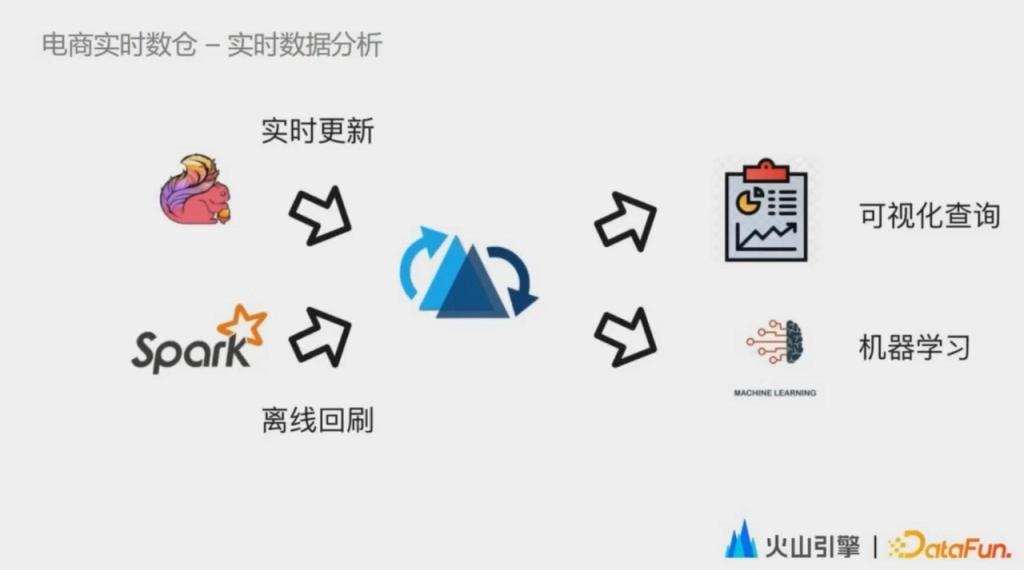 电商实时数仓 – 实时数据分析
实时更新
可视化查询
Spark
机器学习
MACHINE LEARNING
离线回刷
火山引擎 | DataFun.